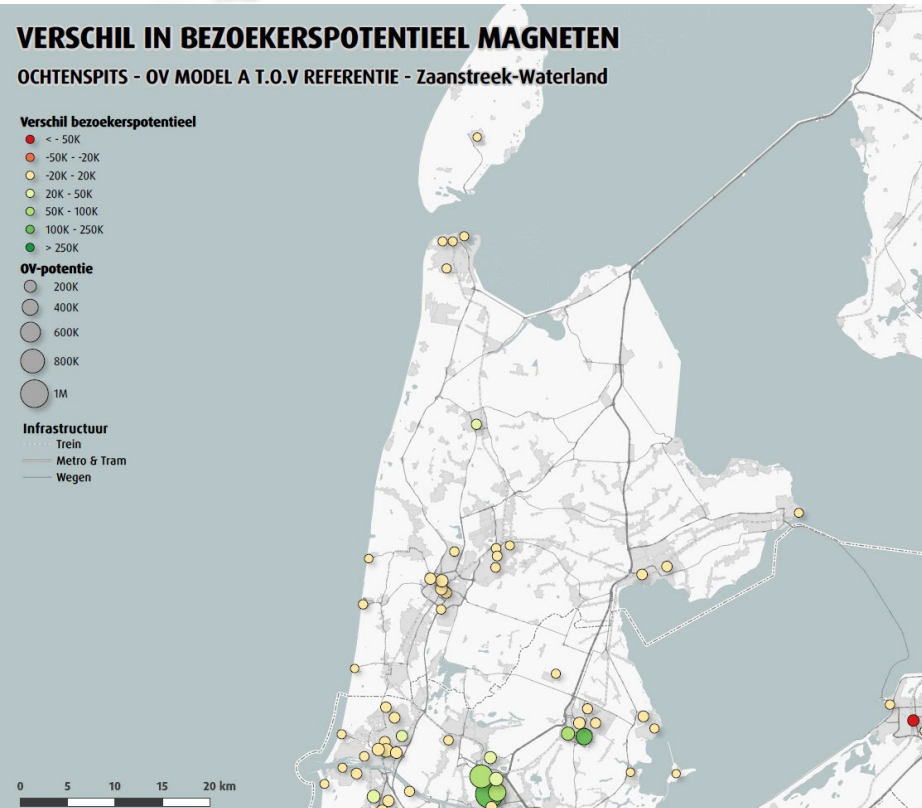 VERSCHIL IN BEZOEKERSPOTENTIEEL MAGNETEN
OCHTENSPITS - OV MODEL A T.O.V REFERENTIE - Zaanstreek-Waterland
Verschil bezoekerspotentieel
< - 50K
-50K - -20K
-20K - 20K
20K - 50K
50K - 100K
100K - 250K
> 250K
OV-potentie
200K
400K
600K
800K
1M
Infrastructuur
Trein
Metro & Tram
Wegen
0 5 10 15 20 km